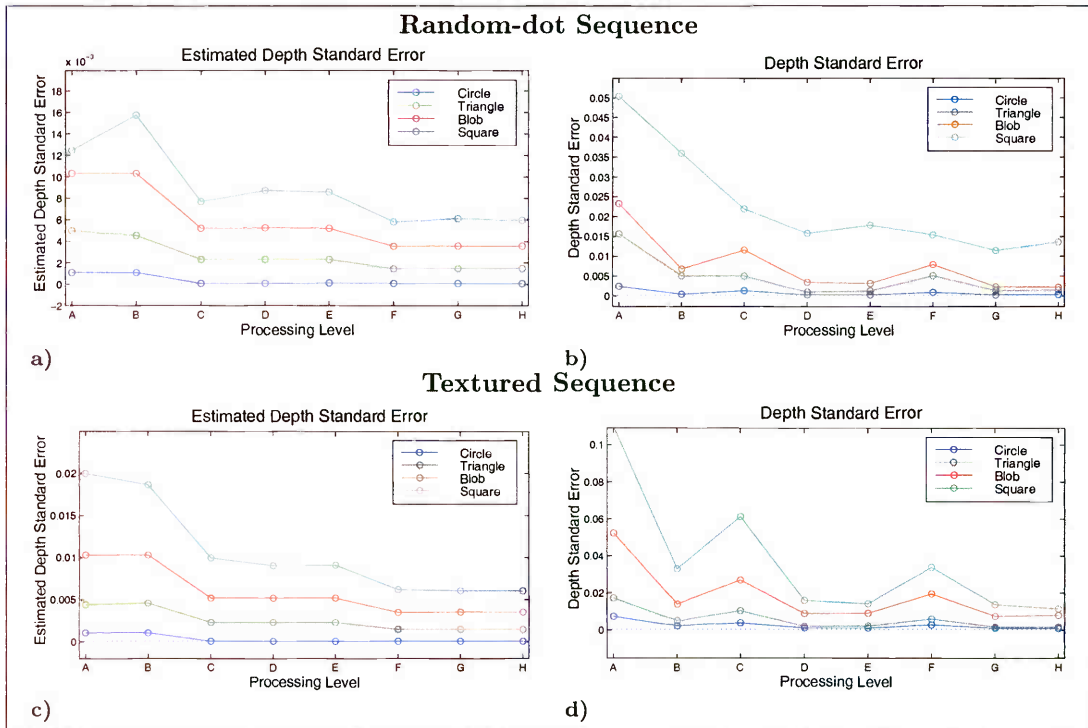 Random-dot Sequence
Estimated Depth Standard Error
x 10⁻³
Estimated Depth Standard Error
18
16
14
12
10
8
6
4
2
0
−2
A B C D E F G H
Processing Level
Circle
Triangle
Blob
Square
a)
Depth Standard Error
Depth Standard Error
0.05
0.045
0.04
0.035
0.03
0.025
0.02
0.015
0.01
0.005
0
A B C D E F G H
Processing Level
Circle
Triangle
Blob
Square
b)
Textured Sequence
Estimated Depth Standard Error
Estimated Depth Standard Error
0.02
0.015
0.01
0.005
0
A B C D E F G H
Processing Level
Circle
Triangle
Blob
Square
c)
Depth Standard Error
Depth Standard Error
0.1
0.08
0.06
0.04
0.02
0
A B C D E F G H
Processing Level
Circle
Triangle
Blob
Square
d)